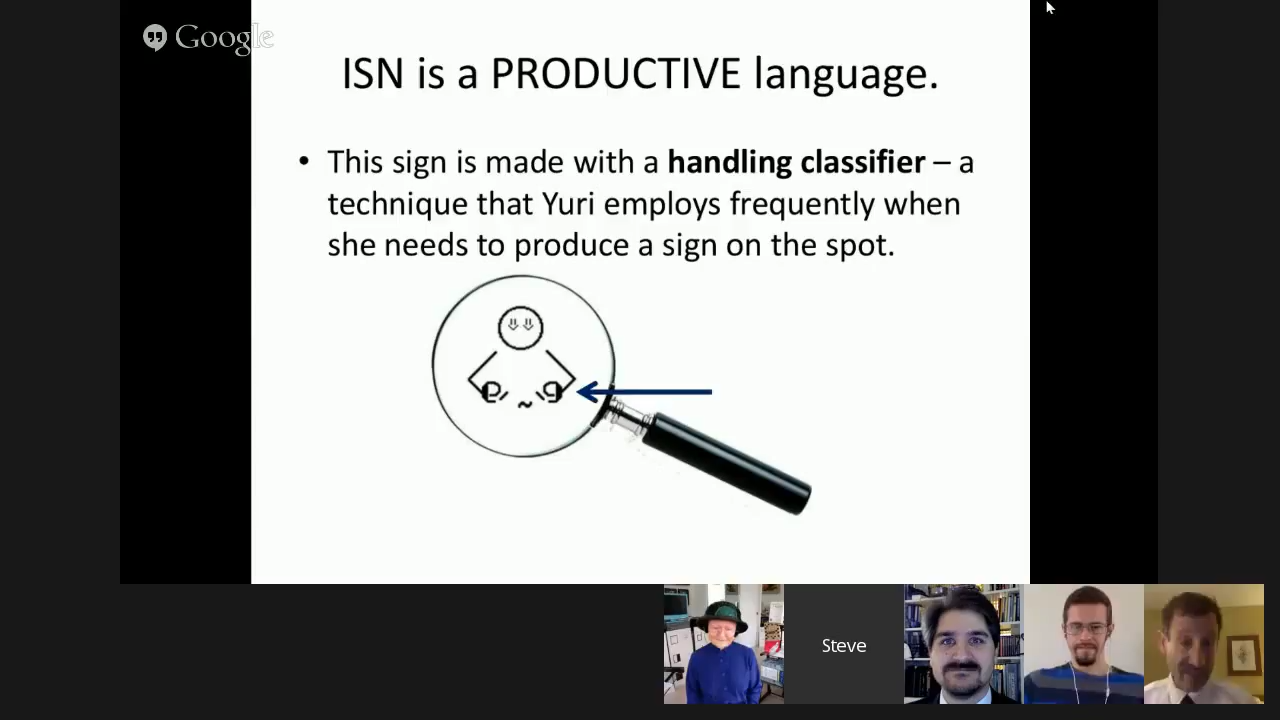 Google
ISN is a PRODUCTIVE language.
• This sign is made with a handling classifier – a
technique that Yuri employs frequently when
she needs to produce a sign on the spot.
Steve